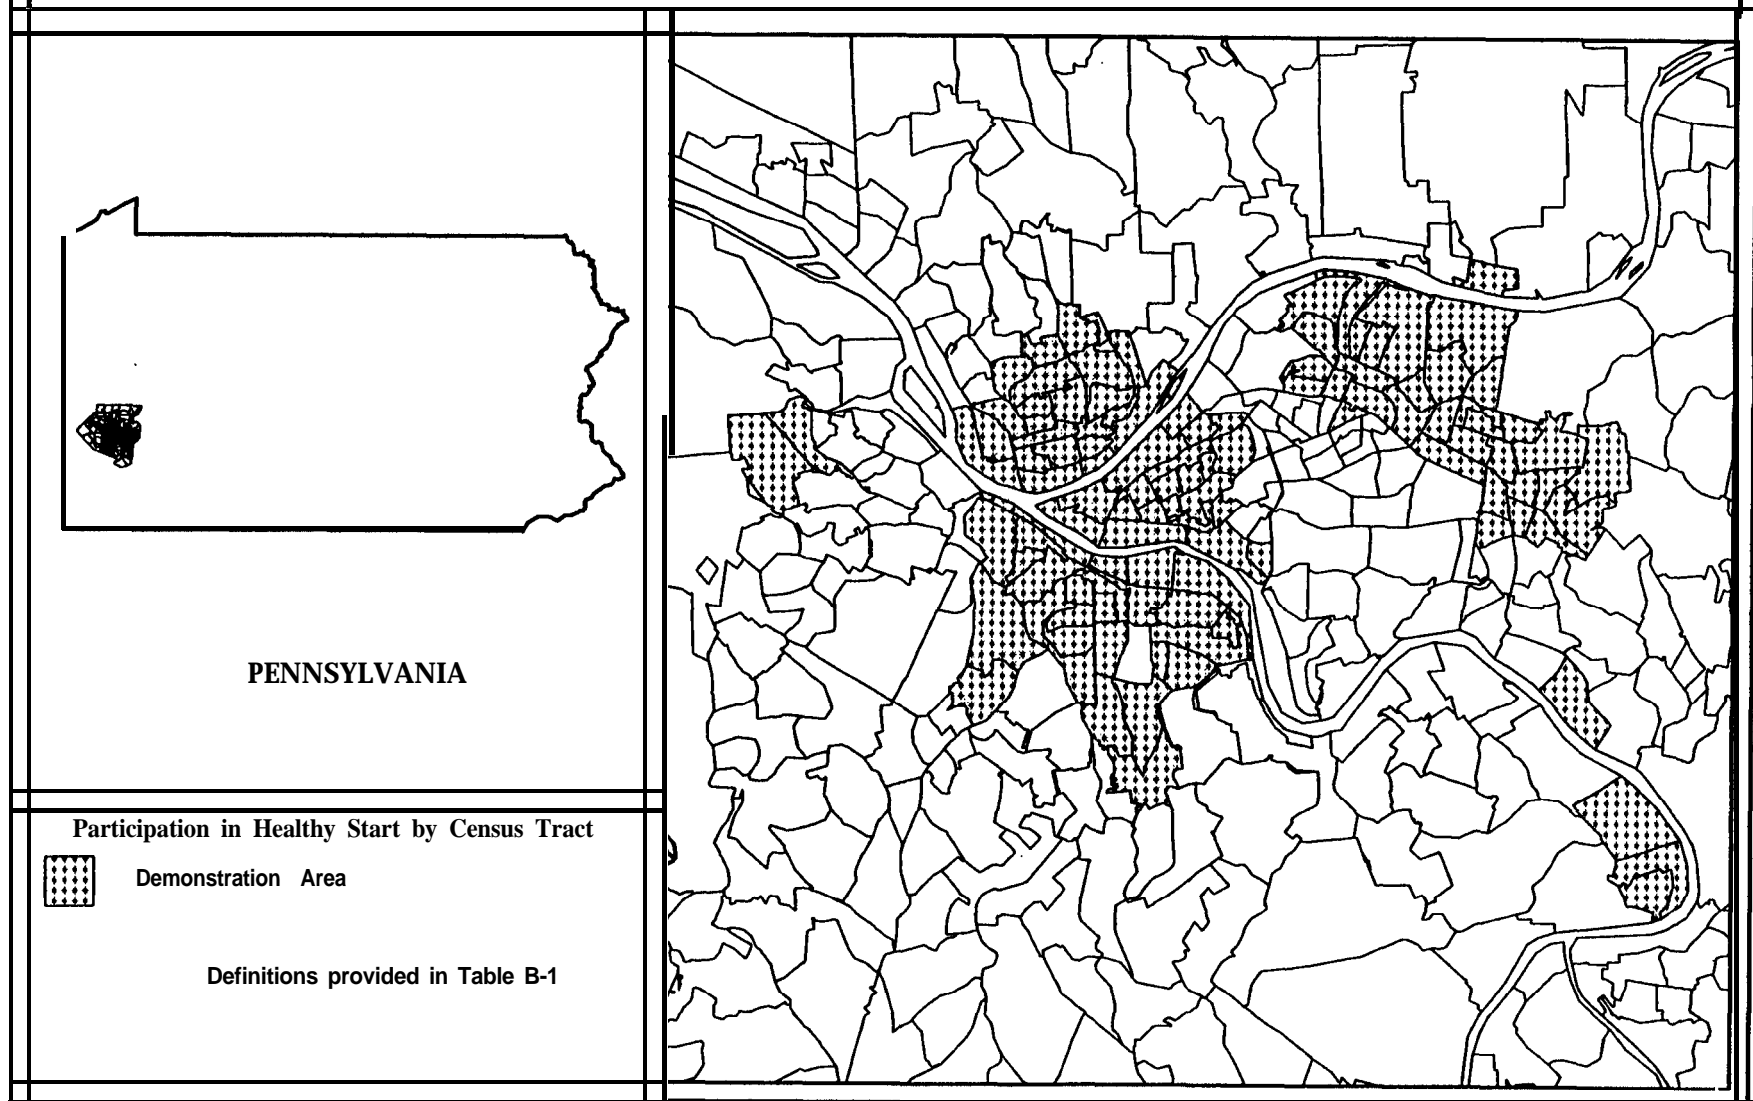 PENNSYLVANIA
Participation in Healthy Start by Census Tract
Demonstration Area
Definitions provided in Table B-1